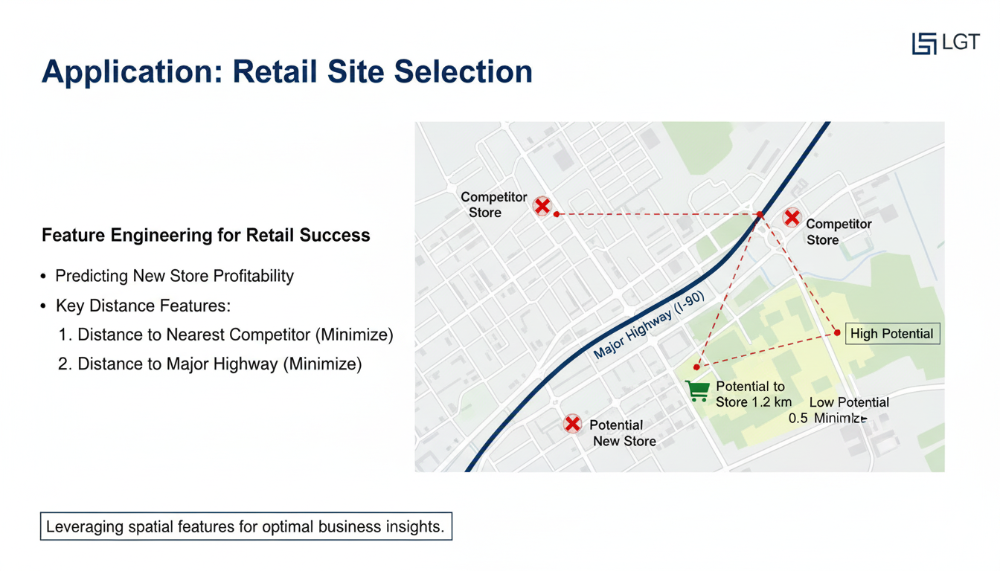 LGT
Application: Retail Site Selection
Feature Engineering for Retail Success
• Predicting New Store Profitability
• Key Distance Features:
1. Distance to Nearest Competitor (Minimize)
2. Distance to Major Highway (Minimize)
Competitor
Store
Competitor
Store
Major Highway (I-90)
High Potential
Potential to
Store 1.2 km
Low Potential
0.5 Minimize
Potential
New Store
Leveraging spatial features for optimal business insights.